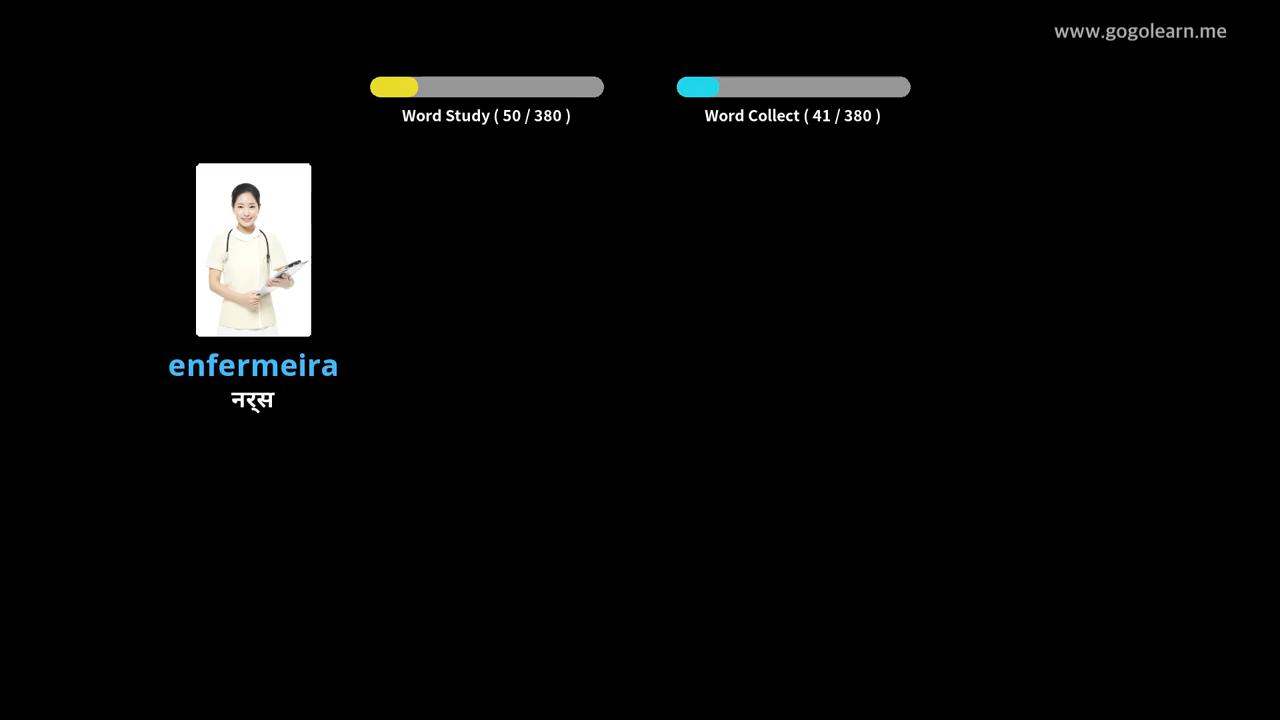 www.gogolearn.me
Word Study ( 50 / 380 )
Word Collect ( 41 / 380 )
enfermeira
नर्स